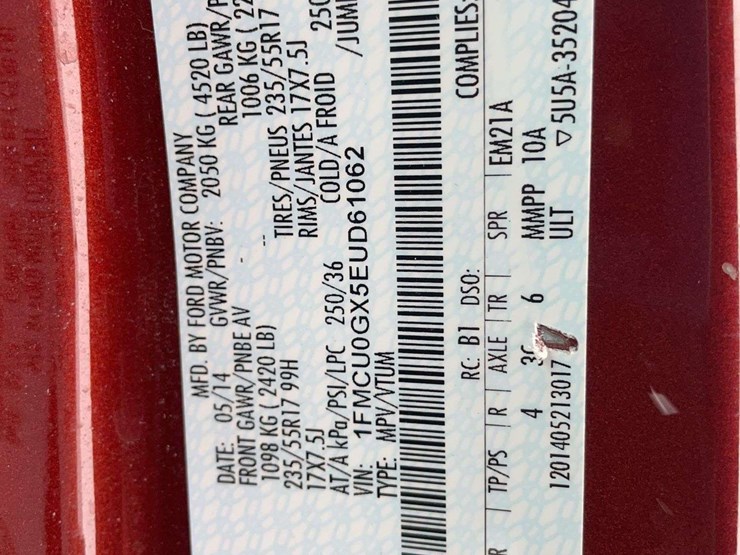 MFD. BY FORD MOTOR COMPANY
DATE: 05/14 GVWR/PNBV: 2050 KG ( 4520 LB)
FRONT GAWR/PNBE AV REAR GAWR/P
1098 KG ( 2420 LB) 1006 KG ( 22
235/55R17 99H TIRES/PNEUS 235/55R17
17X7.5J RIMS/JANTES 17X7.5J
AT/A kPa/PSI/LPC 250/36 COLD/A FROID 250
VIN: 1FMCU0GX5EUD61062 /JUM
TYPE: MPV/VTUM
RC: B1 DSO: COMPLIES:
R | TP/PS | R | AXLE | TR | SPR | EM21A
4 6 MMPP 10A
1201405213017 ULT ▽ 5U5A-35204